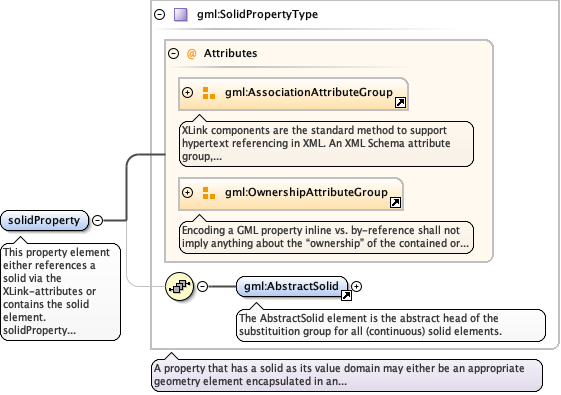 gml:SolidPropertyType
@ Attributes
gml:AssociationAttributeGroup
XLink components are the standard method to support
hypertext referencing in XML. An XML Schema attribute
group,...
gml:OwnershipAttributeGroup
Encoding a GML property inline vs. by-reference shall not
imply anything about the “ownership” of the contained or...
solidProperty
This property element
either references a
solid via the
XLink-attributes or
contains the solid
element.
solidProperty...
gml:AbstractSolid
The AbstractSolid element is the abstract head of the
substituition group for all (continuous) solid elements.
A property that has a solid as its value domain may either be an appropriate
geometry element encapsulated in an...